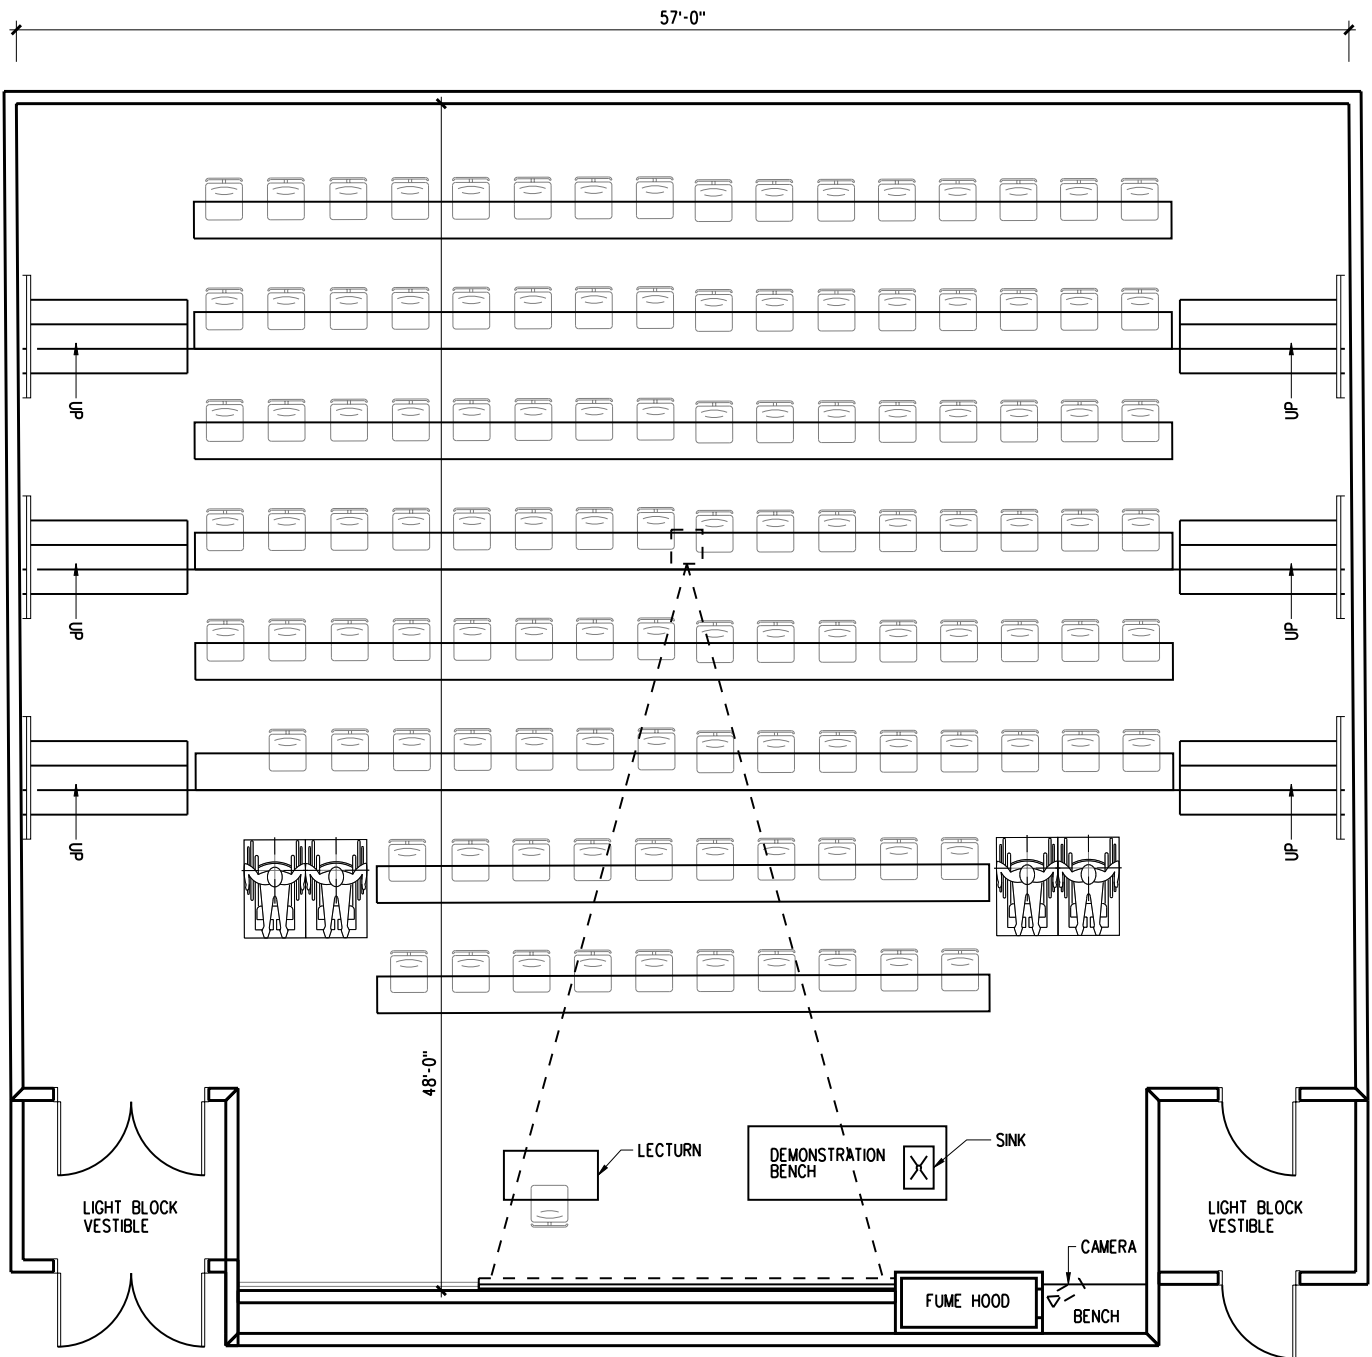 57'-0"
UP
UP
UP
UP
UP
UP
48'-0"
LECTURN
DEMONSTRATION
BENCH
SINK
LIGHT BLOCK
VESTIBLE
LIGHT BLOCK
VESTIBLE
CAMERA
FUME HOOD
BENCH